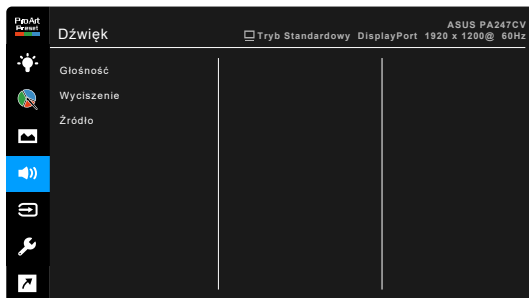 ProArt
Preset
Dźwięk
ASUS PA247CV
Tryb Standardowy DisplayPort 1920 x 1200@ 60Hz
Głośność
Wyciszenie
Źródło